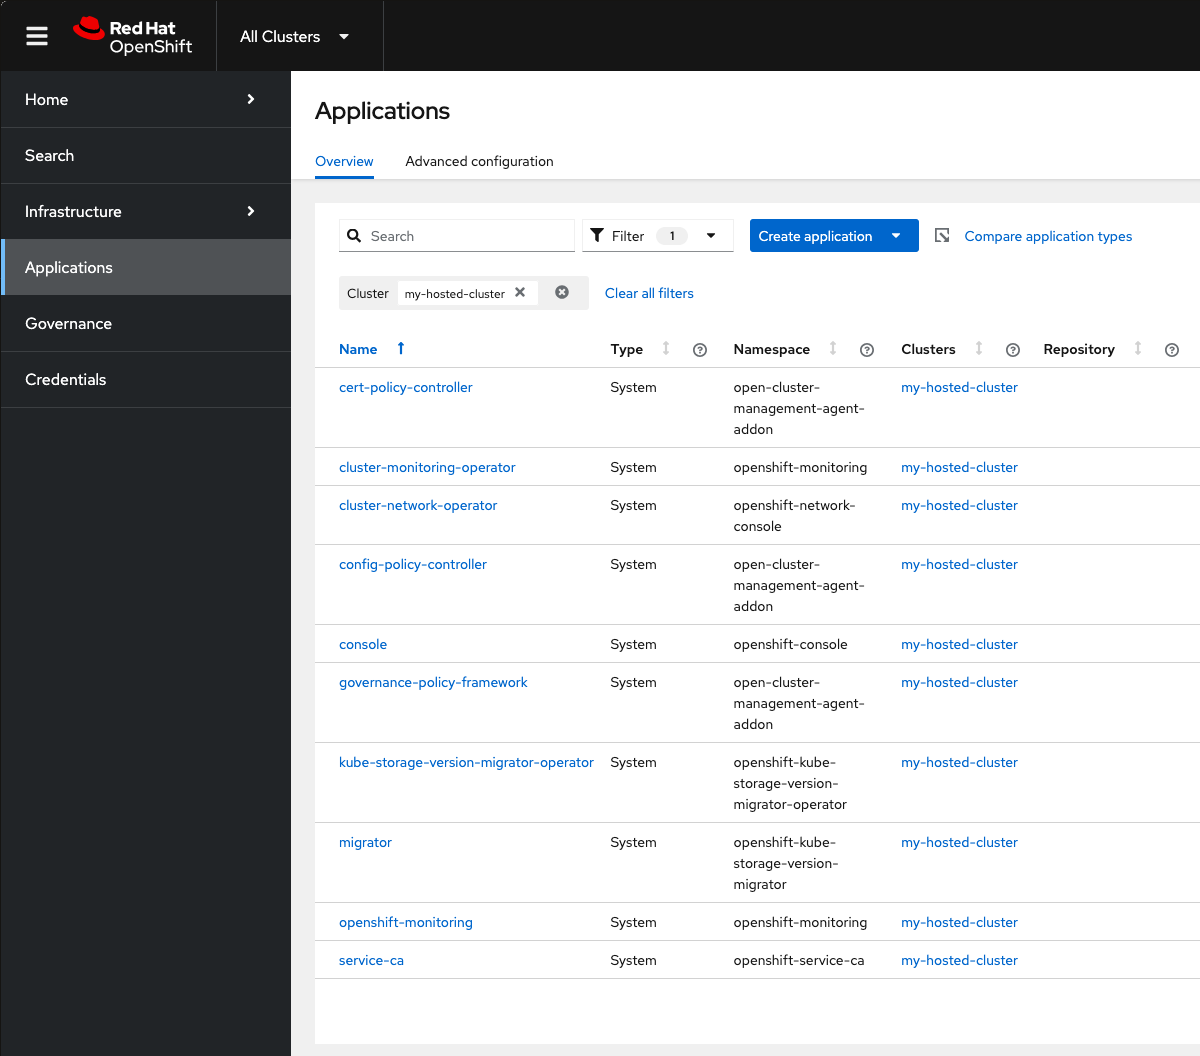 Red Hat
OpenShift
All Clusters
Home
Search
Infrastructure
Applications
Governance
Credentials
Applications
Overview Advanced configuration
Search Filter 1 Create application Compare application types
Cluster my-hosted-cluster Clear all filters
Name Type Namespace Clusters Repository
cert-policy-controller System open-cluster- my-hosted-cluster
management-agent-
addon
cluster-monitoring-operator System openshift-monitoring my-hosted-cluster
cluster-network-operator System openshift-network- my-hosted-cluster
console
config-policy-controller System open-cluster- my-hosted-cluster
management-agent-
addon
console System openshift-console my-hosted-cluster
governance-policy-framework System open-cluster- my-hosted-cluster
management-agent-
addon
kube-storage-version-migrator-operator System openshift-kube- my-hosted-cluster
storage-version-
migrator-operator
migrator System openshift-kube- my-hosted-cluster
storage-version-
migrator
openshift-monitoring System openshift-monitoring my-hosted-cluster
service-ca System openshift-service-ca my-hosted-cluster